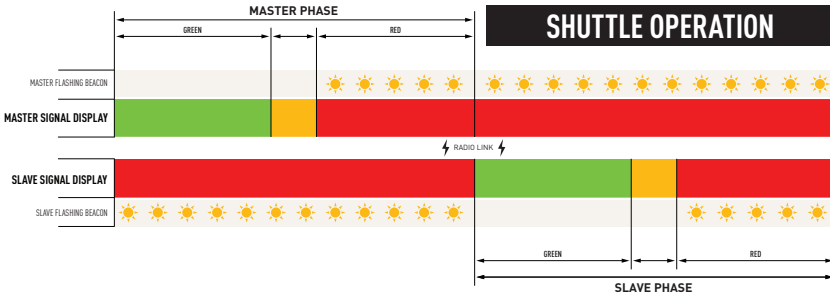 MASTER PHASE
SHUTTLE OPERATION
GREEN
RED
MASTER FLASHING BEACON
MASTER SIGNAL DISPLAY
RADIO LINK
SLAVE SIGNAL DISPLAY
SLAVE FLASHING BEACON
GREEN
RED
SLAVE PHASE